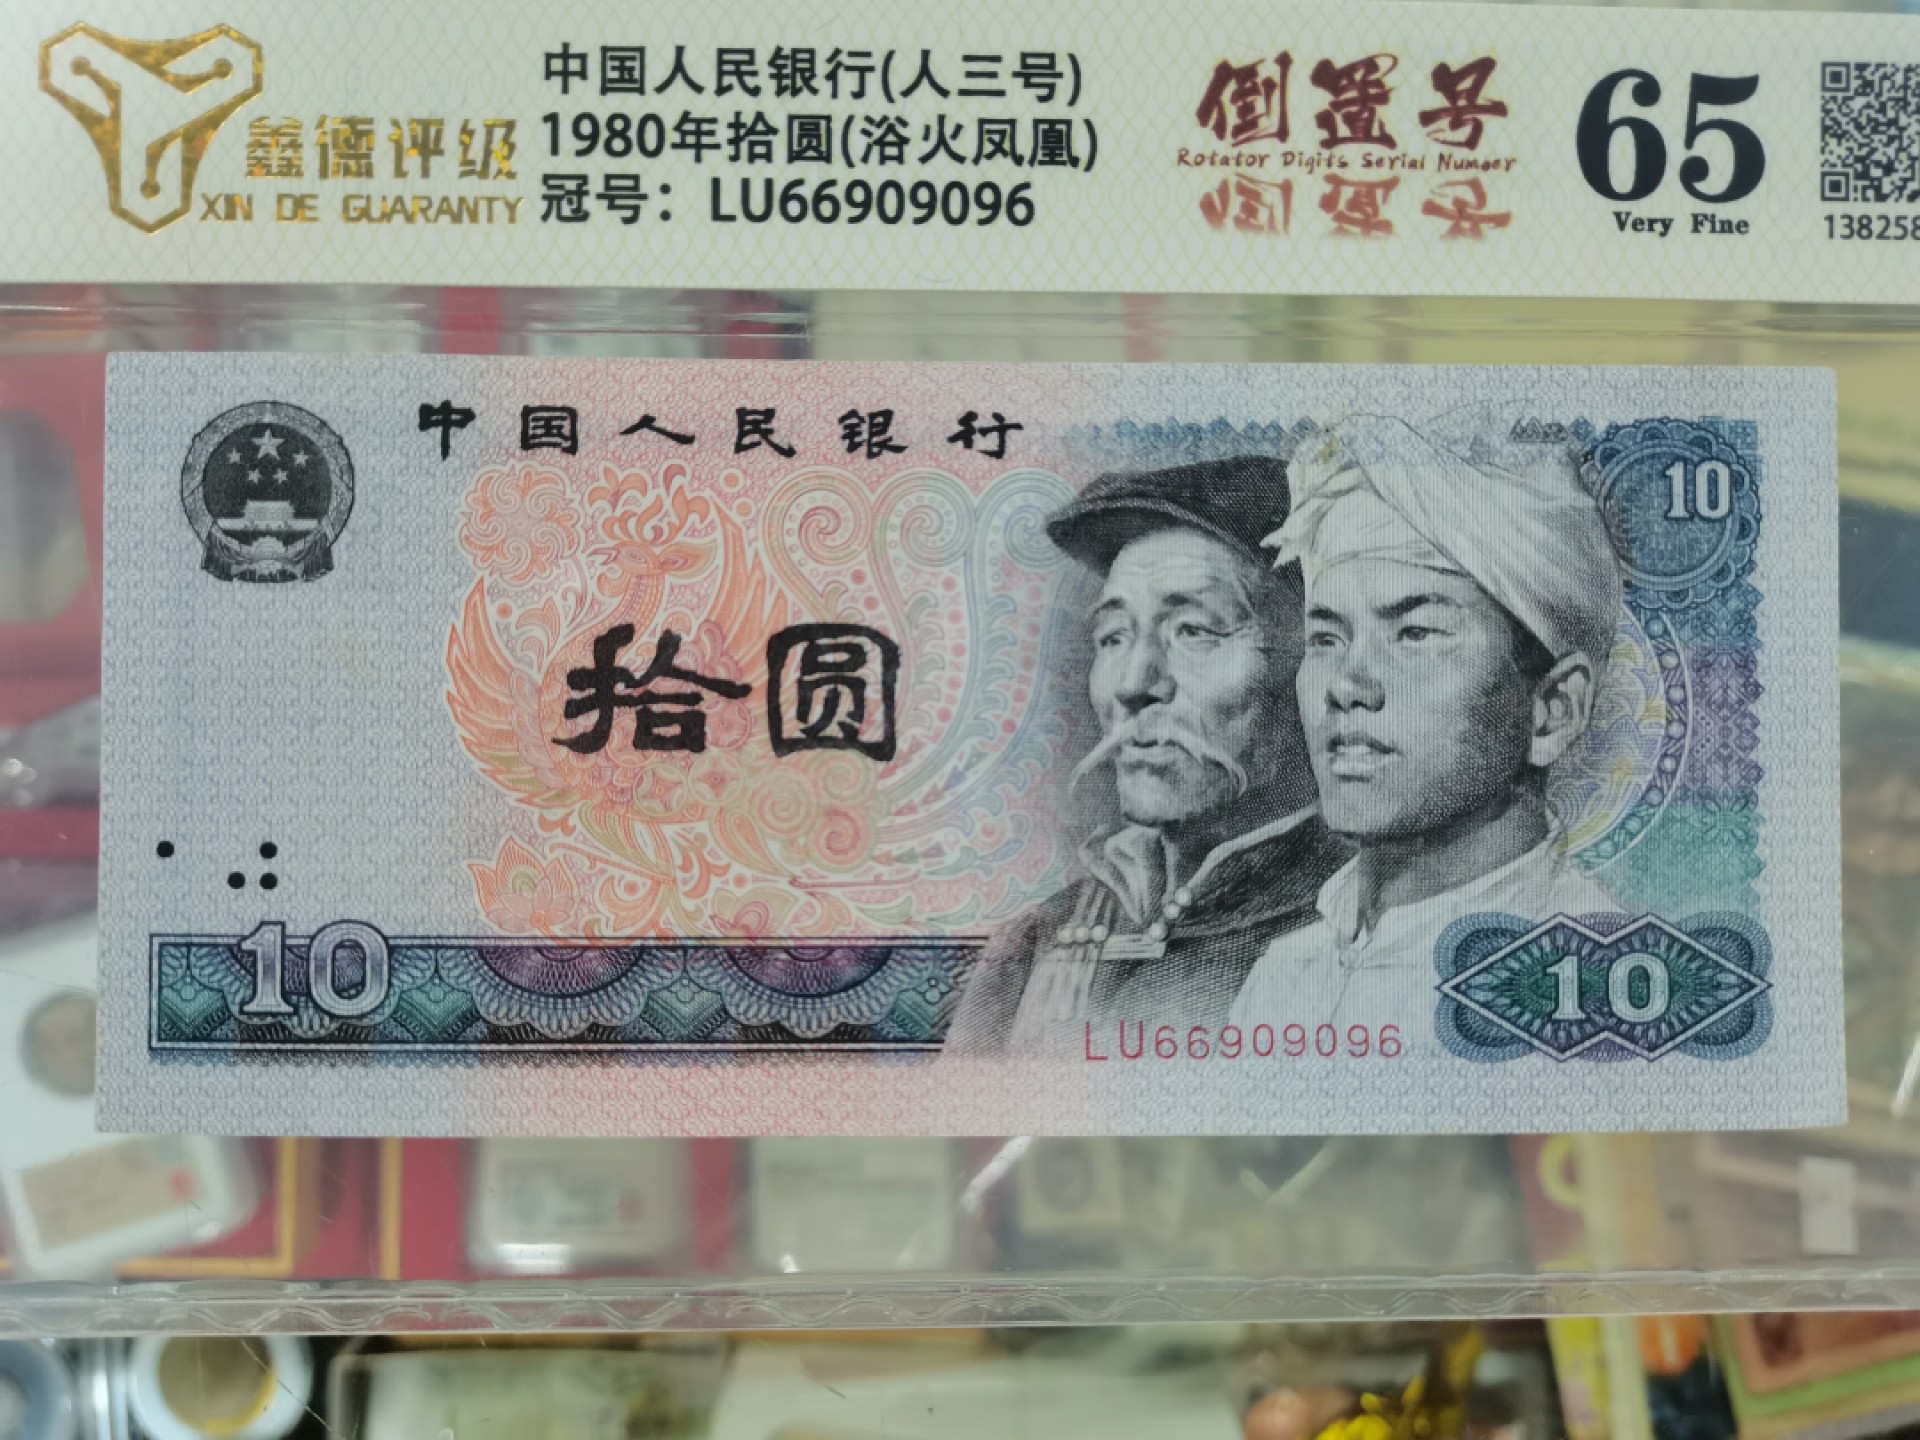 鑫德评级
XIN DE GUARANTY
中国人民银行(人三号)
1980年拾圆(浴火凤凰)
冠号：LU66909096
倒置号
Rotator Digits Serial Number
65
Very Fine
138258
中国人民银行
10
拾圆
10
LU66909096
10